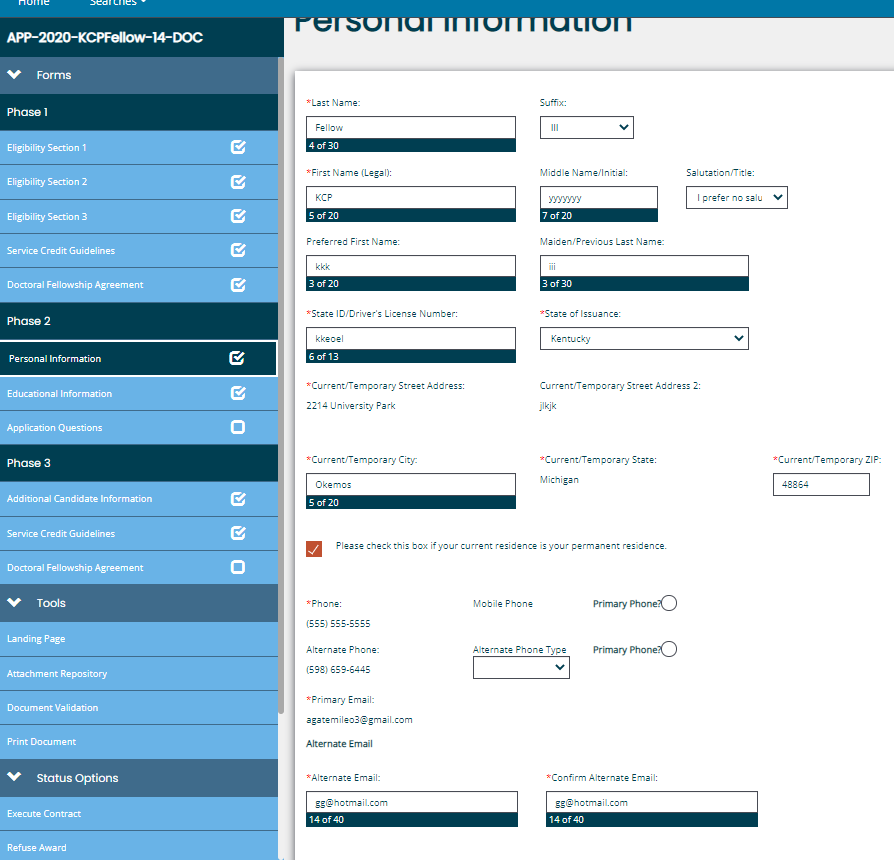 Home Searches
APP-2020-KCPFellow-14-DOC
Forms
Phase 1
Eligibility Section 1
Eligibility Section 2
Eligibility Section 3
Service Credit Guidelines
Doctoral Fellowship Agreement
Phase 2
Personal Information
Educational Information
Application Questions
Phase 3
Additional Candidate Information
Service Credit Guidelines
Doctoral Fellowship Agreement
Tools
Landing Page
Attachment Repository
Document Validation
Print Document
Status Options
Execute Contract
Refuse Award
Personal Information
*Last Name: Suffix:
Fellow III
4 of 30
*First Name (Legal): Middle Name/Initial: Salutation/Title:
KCP yyyyyyy I prefer no salu
5 of 20 7 of 20
Preferred First Name: Maiden/Previous Last Name:
kkk iii
3 of 20 3 of 30
*State ID/Driver's License Number: *State of Issuance:
kkeoel Kentucky
6 of 13
*Current/Temporary Street Address: Current/Temporary Street Address 2:
2214 University Park jlkjk
*Current/Temporary City: *Current/Temporary State: *Current/Temporary ZIP:
Okemos Michigan 48864
5 of 20
Please check this box if your current residence is your permanent residence.
*Phone: Mobile Phone Primary Phone?
(555) 555-5555
Alternate Phone: Alternate Phone Type Primary Phone?
(598) 659-6445
*Primary Email:
agatemileo3@gmail.com
Alternate Email
*Alternate Email: *Confirm Alternate Email:
gg@hotmail.com gg@hotmail.com
14 of 40 14 of 40